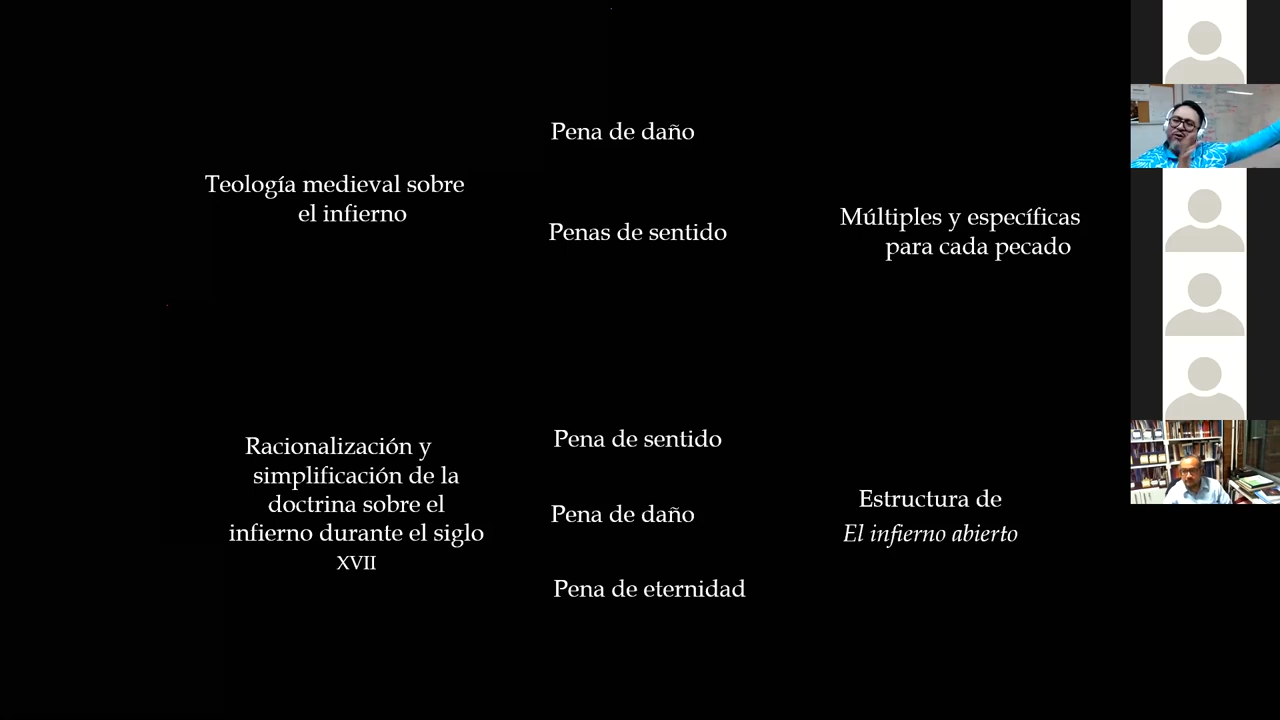 Pena de daño
Teología medieval sobre
el infierno
Penas de sentido
Múltiples y específicas
para cada pecado
Racionalización y
simplificación de la
doctrina sobre el
infierno durante el siglo
XVII
Pena de sentido
Pena de daño
Pena de eternidad
Estructura de
El infierno abierto